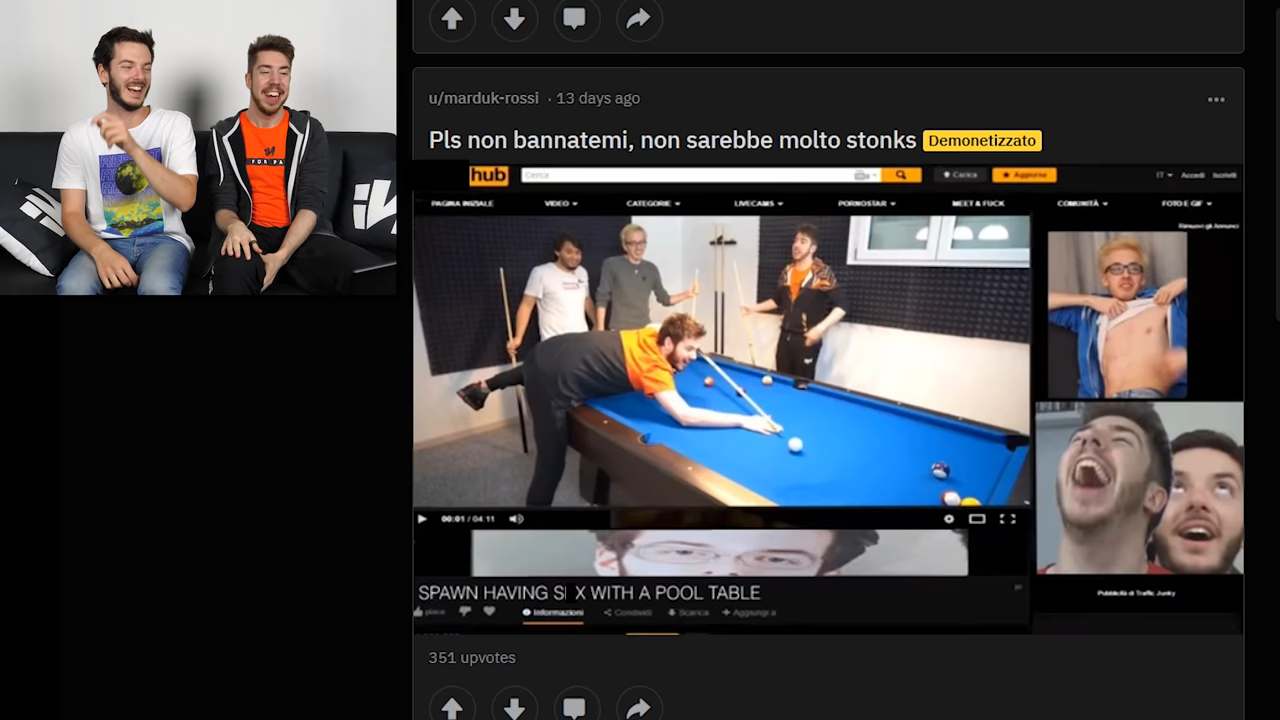 u/marduk-rossi · 13 days ago
Pls non bannatemi, non sarebbe molto stonks Demonetizzato
hub Cerca Carica Aggiorna IT Accedi Iscriviti
PAGINA INIZIALE VIDEO CATEGORIE LIVECAMS PORNOSTAR MEET & FUCK COMUNITÀ FOTO E GIF
Rimuovi gli Annunci
00:01 / 04:11
SPAWN HAVING S X WITH A POOL TABLE
piace Informazioni Condividi Scarica Aggiungi a
Pubblicità di Traffic Junky
351 upvotes